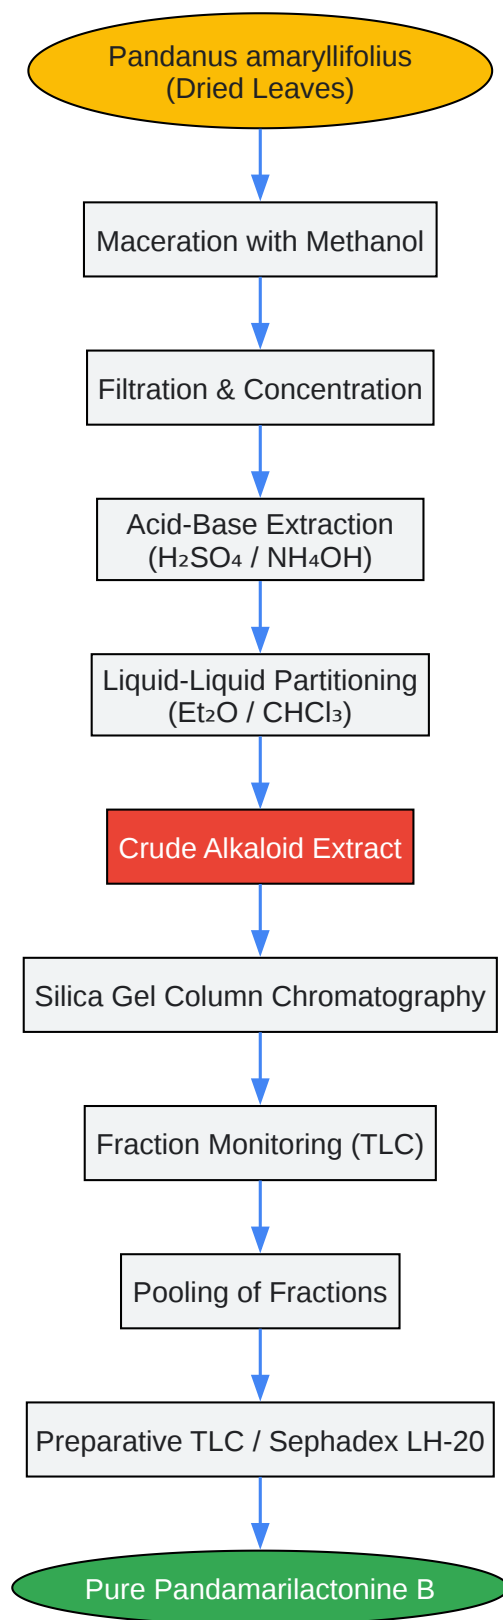 Pandanus amaryllifolius
(Dried Leaves)
Maceration with Methanol
Filtration & Concentration
Acid-Base Extraction
(H₂SO₄ / NH₄OH)
Liquid-Liquid Partitioning
(Et₂O / CHCl₃)
Crude Alkaloid Extract
Silica Gel Column Chromatography
Fraction Monitoring (TLC)
Pooling of Fractions
Preparative TLC / Sephadex LH-20
Pure Pandamarilactonine B